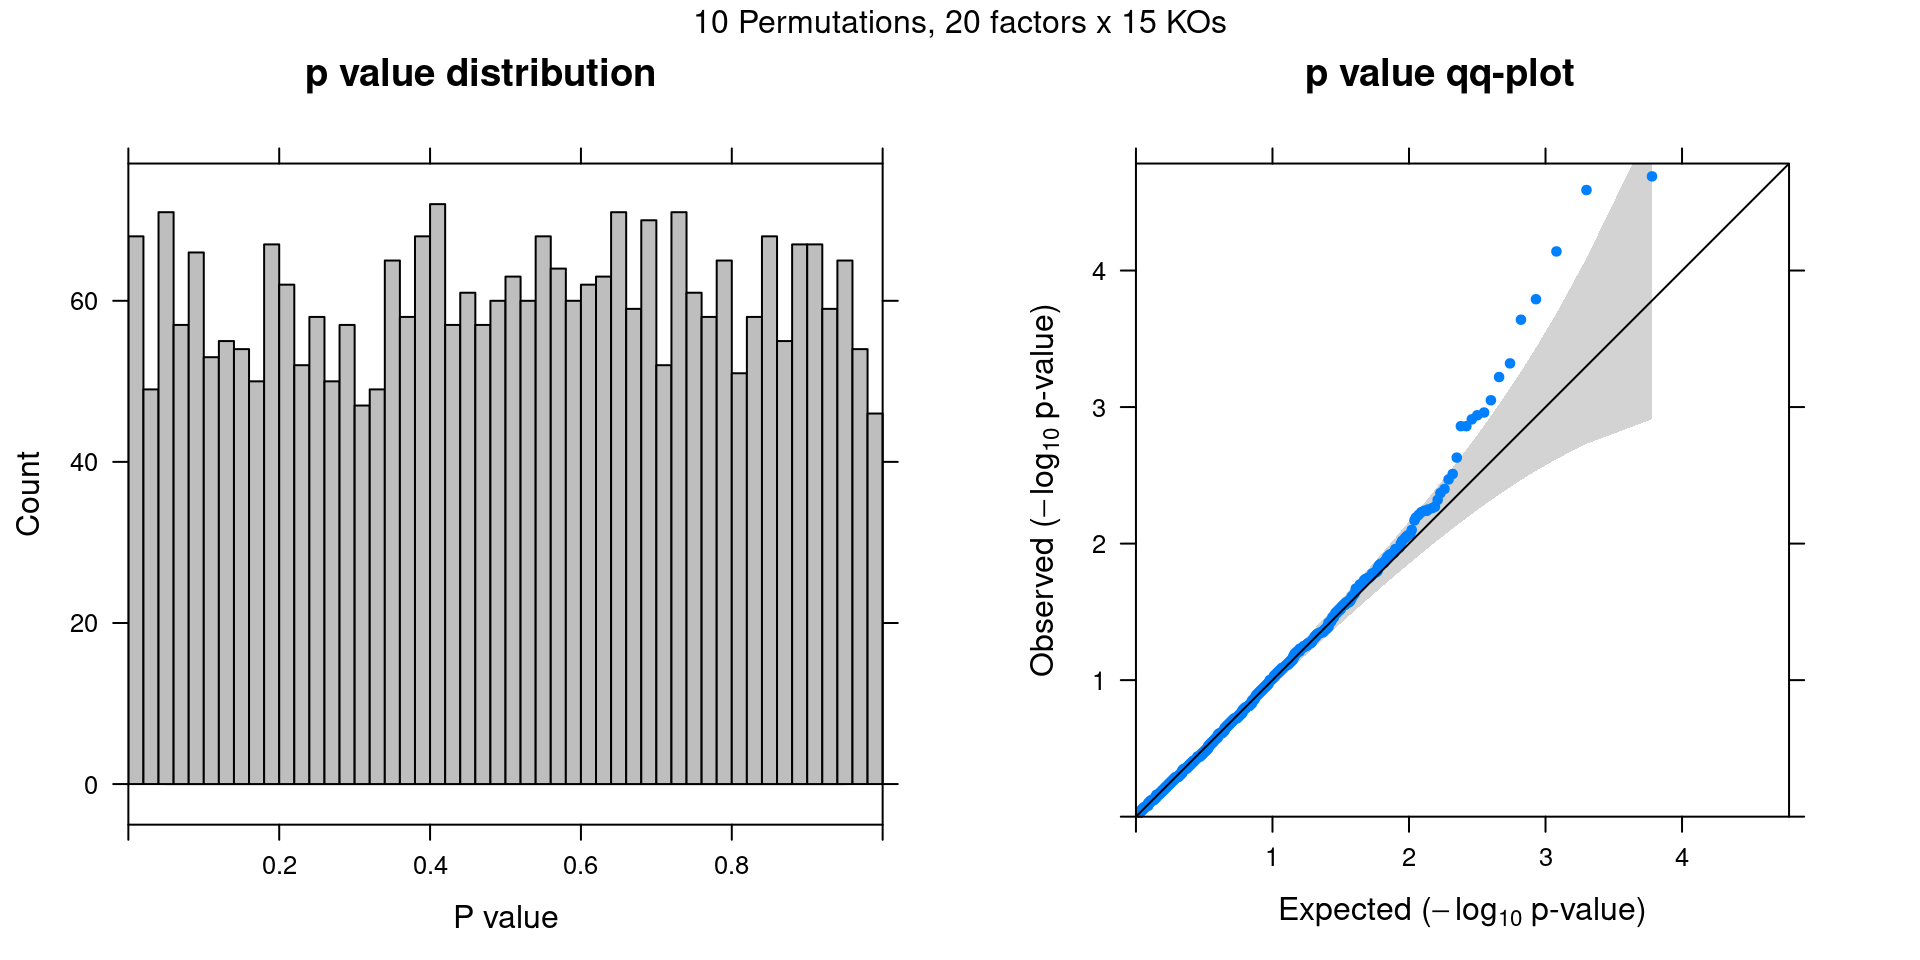 10 Permutations, 20 factors x 15 KOs
p value distribution
Count
0
20
40
60
0.2 0.4 0.6 0.8
P value
p value qq-plot
Observed (−log10 p-value)
1
2
3
4
1 2 3 4
Expected (−log10 p-value)